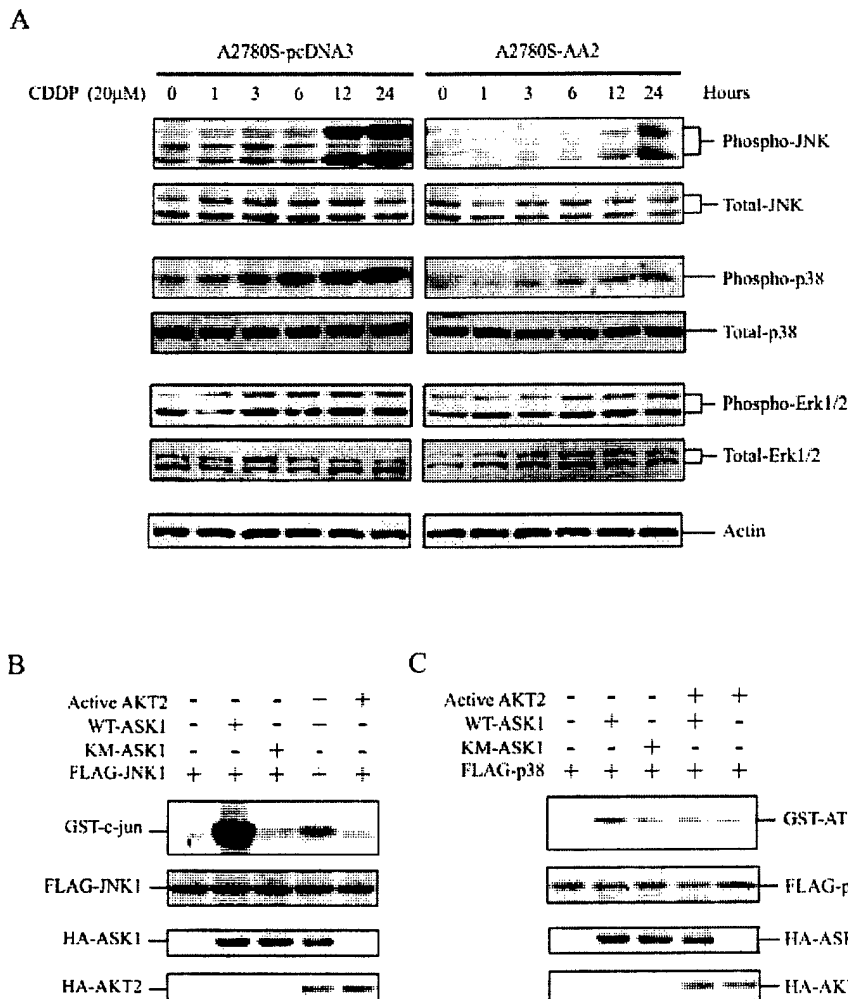 A
A2780S-pcDNA3 A2780S-AA2
CDDP (20µM) 0 1 3 6 12 24 0 1 3 6 12 24 Hours
Phospho-JNK
Total-JNK
Phospho-p38
Total-p38
Phospho-Erk1/2
Total-Erk1/2
Actin
B
Active AKT2 - - - – +
WT-ASK1 - + - – -
KM-ASK1 - - + - -
FLAG-JNK1 + + + – +
GST-c-jun
FLAG-JNK1
HA-ASK1
HA-AKT2
C
Active AKT2 - - - + +
WT-ASK1 - + - + -
KM-ASK1 - - + - -
FLAG-p38 + + + + +
GST-AT
FLAG-p